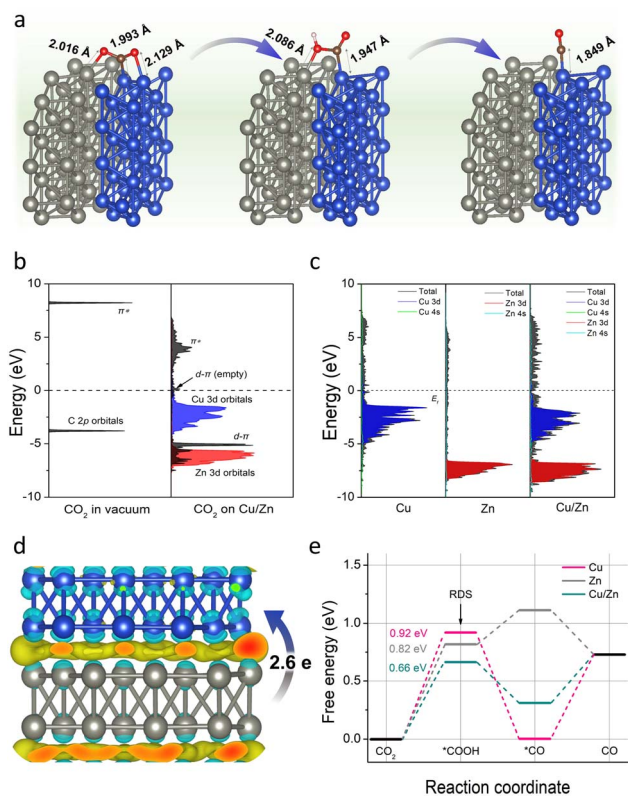 a
2.016 Å 1.993 Å 2.129 Å
2.086 Å 1.947 Å
1.849 Å
b
Energy (eV)
10
5
0
-5
-10
π*
C 2p orbitals
π*
d-π (empty)
Cu 3d orbitals
d-π
Zn 3d orbitals
CO2 in vacuum
CO2 on Cu/Zn
c
Energy (eV)
10
5
0
-5
-10
Total
Cu 3d
Cu 4s
Total
Zn 3d
Zn 4s
Total
Cu 3d
Cu 4s
Zn 3d
Zn 4s
Cu
Zn
Cu/Zn
d
2.6 e
e
Free energy (eV)
1.5
1.0
0.5
0.0
Cu
Zn
Cu/Zn
RDS
0.92 eV
0.82 eV
0.66 eV
CO2
*COOH
*CO
CO
Reaction coordinate